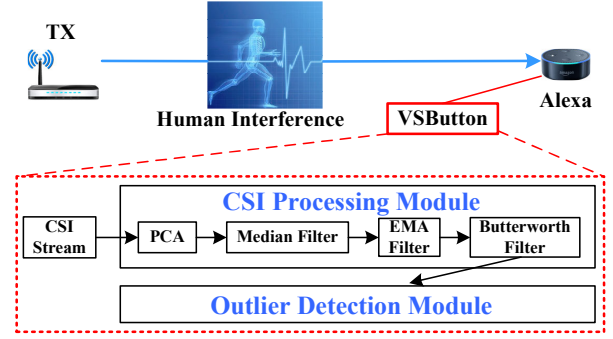 TX
Human Interference
Alexa
VSButton
CSI Processing Module
CSI
Stream
PCA
Median Filter
EMA
Filter
Butterworth
Filter
Outlier Detection Module